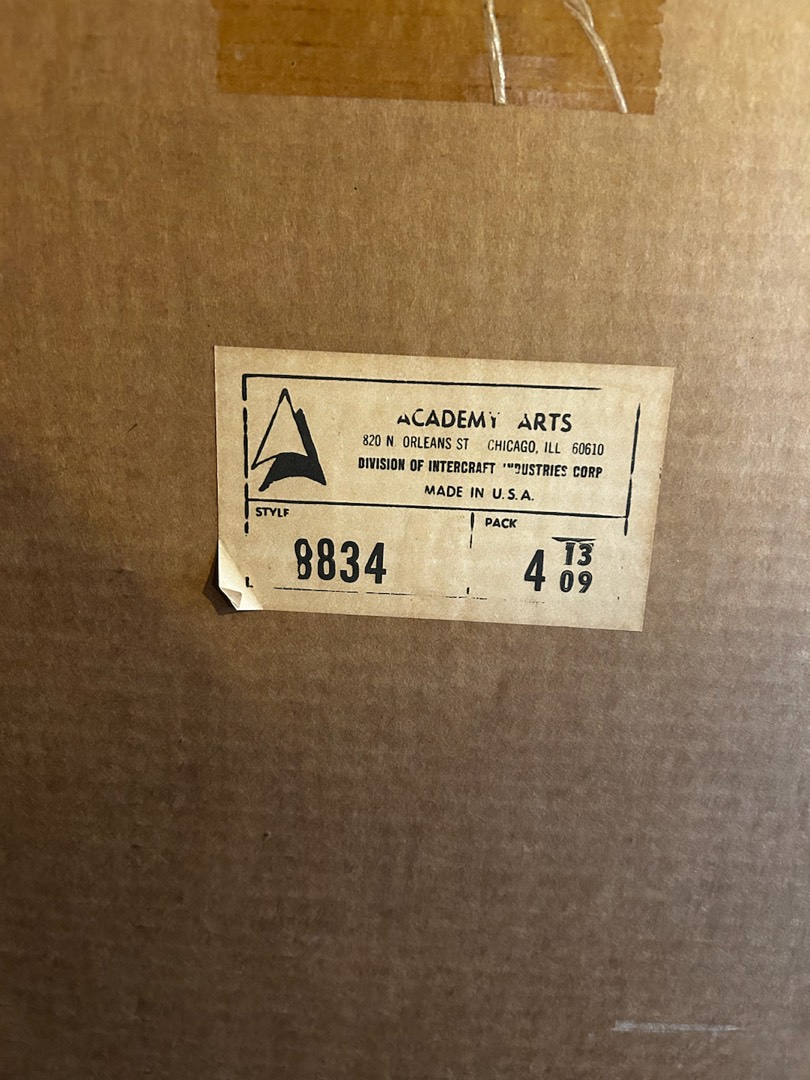 ACADEMY ARTS
820 N. ORLEANS ST CHICAGO, ILL 60610
DIVISION OF INTERCRAFT INDUSTRIES CORP
MADE IN U.S.A.
STYLE PACK
8834 4 13
09